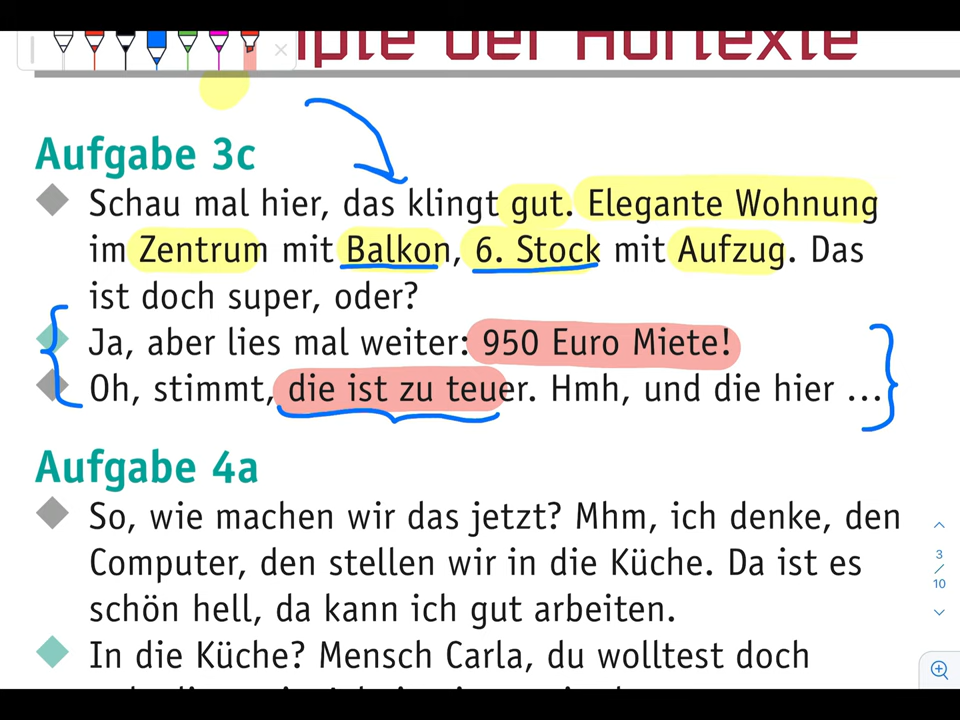 ipte der Hörtexte
Aufgabe 3c
Schau mal hier, das klingt gut. Elegante Wohnung
im Zentrum mit Balkon, 6. Stock mit Aufzug. Das
ist doch super, oder?
Ja, aber lies mal weiter: 950 Euro Miete!
Oh, stimmt, die ist zu teuer. Hmh, und die hier ...
Aufgabe 4a
So, wie machen wir das jetzt? Mhm, ich denke, den
Computer, den stellen wir in die Küche. Da ist es
schön hell, da kann ich gut arbeiten.
In die Küche? Mensch Carla, du wolltest doch
3
/
10